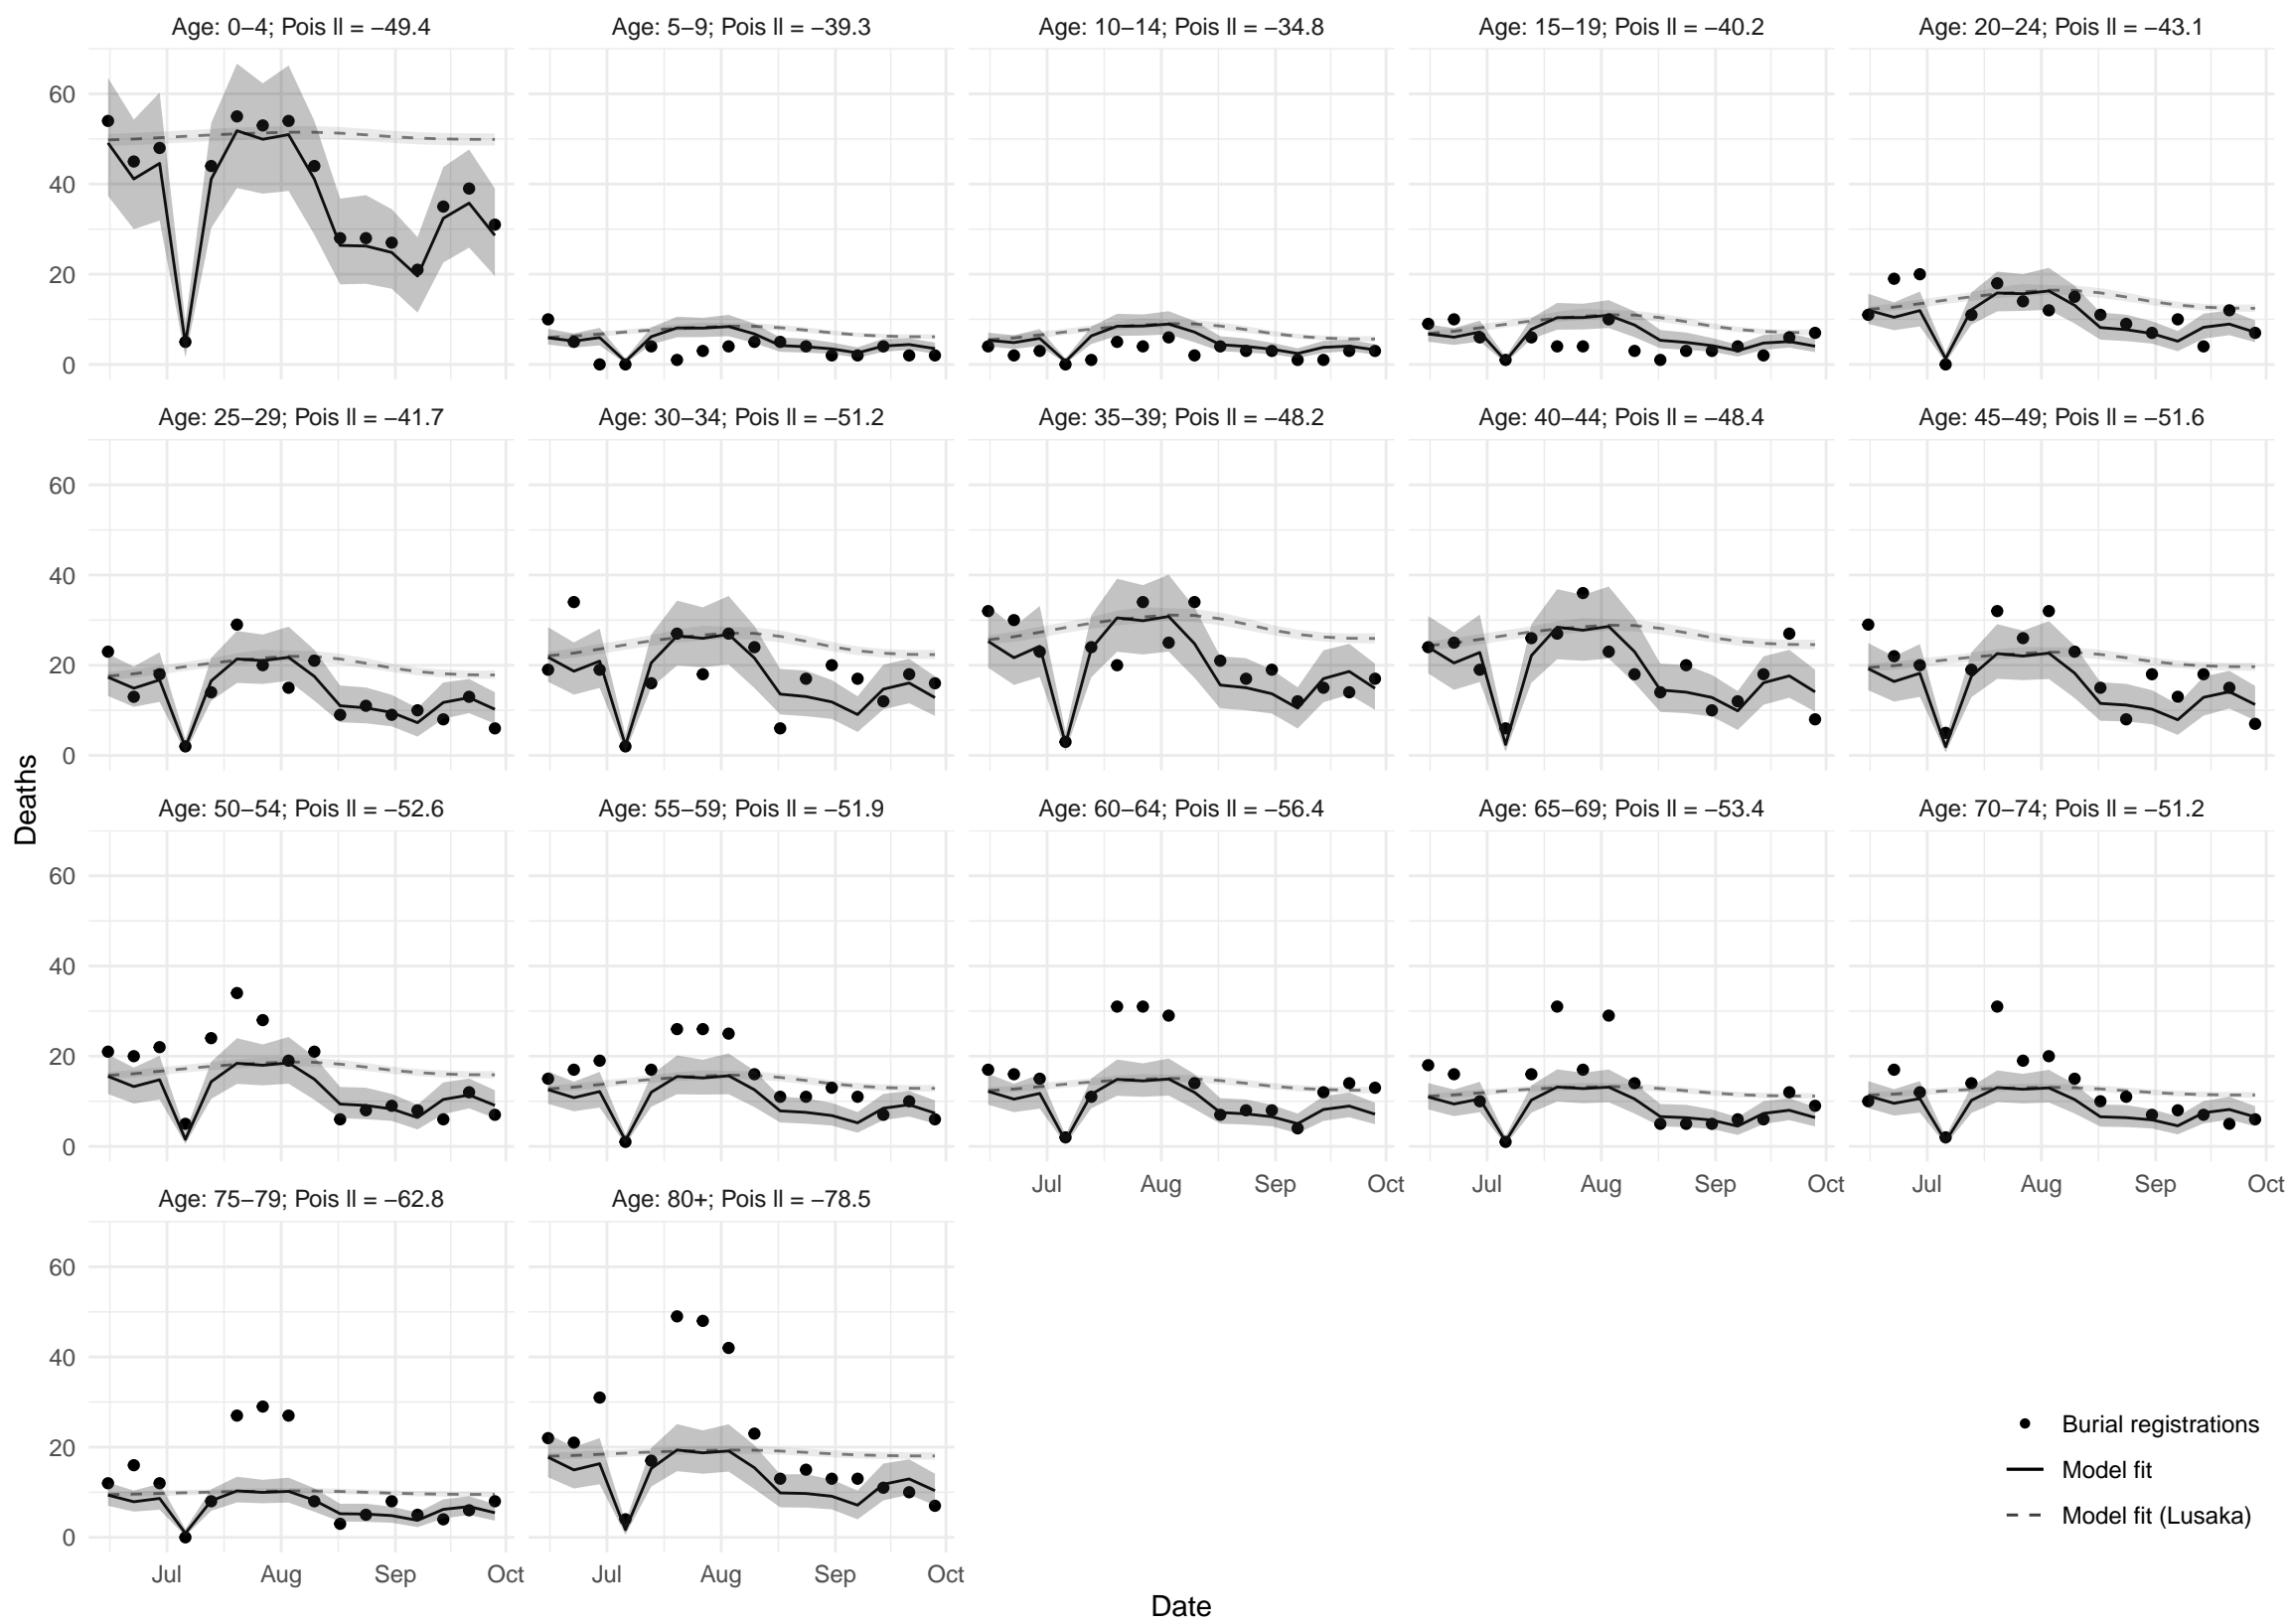 Age: 0−4; Pois ll = −49.4
Age: 5−9; Pois ll = −39.3
Age: 10−14; Pois ll = −34.8
Age: 15−19; Pois ll = −40.2
Age: 20−24; Pois ll = −43.1
60
40
20
0
Age: 25−29; Pois ll = −41.7
Age: 30−34; Pois ll = −51.2
Age: 35−39; Pois ll = −48.2
Age: 40−44; Pois ll = −48.4
Age: 45−49; Pois ll = −51.6
60
40
20
0
Deaths
Age: 50−54; Pois ll = −52.6
Age: 55−59; Pois ll = −51.9
Age: 60−64; Pois ll = −56.4
Age: 65−69; Pois ll = −53.4
Age: 70−74; Pois ll = −51.2
60
40
20
0
Jul Aug Sep Oct
Jul Aug Sep Oct
Jul Aug Sep Oct
Age: 75−79; Pois ll = −62.8
Age: 80+; Pois ll = −78.5
60
40
20
0
Jul Aug Sep Oct
Jul Aug Sep Oct
Burial registrations
Model fit
Model fit (Lusaka)
Date